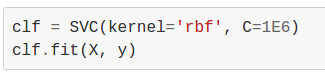 clf = SVC(kernel='rbf', C=1E6)
clf.fit(X, y)